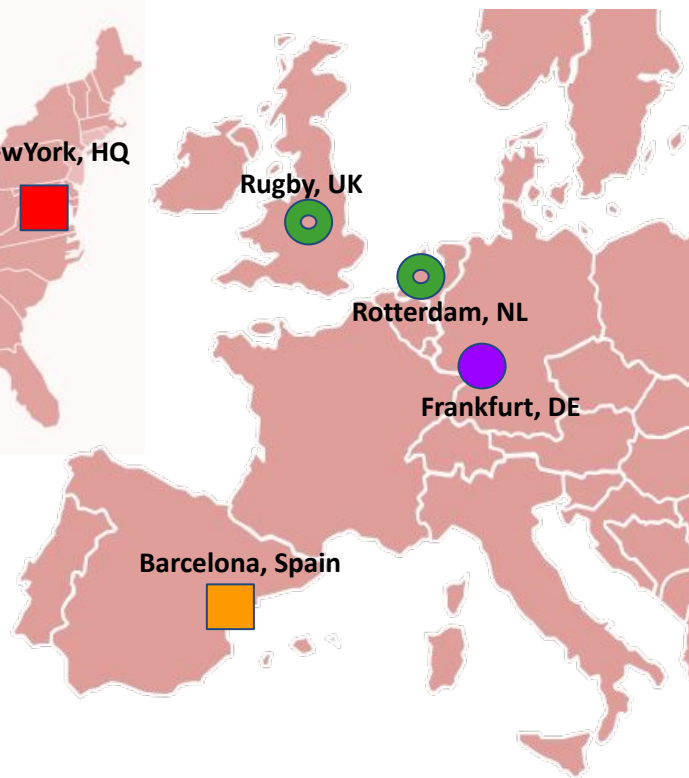 wYork, HQ
Rugby, UK
Rotterdam, NL
Frankfurt, DE
Barcelona, Spain